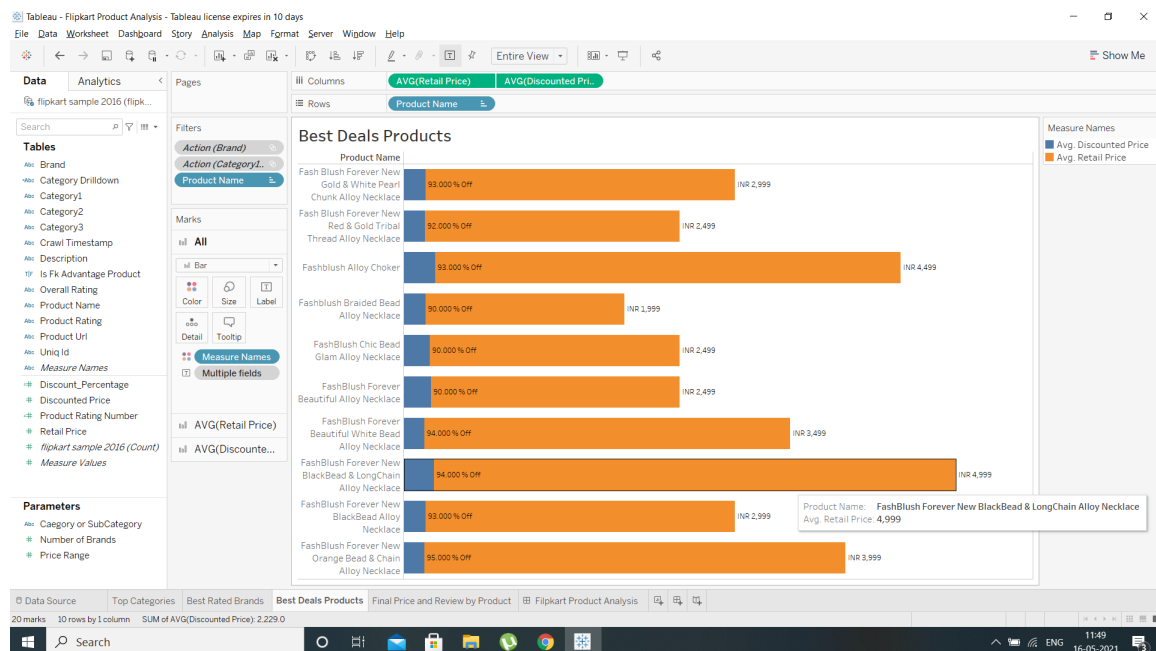 Tableau - Flipkart Product Analysis - Tableau license expires in 10 days
File Data Worksheet Dashboard Story Analysis Map Format Server Window Help
Entire View
Show Me
Data Analytics
flipkart sample 2016 (flipk...
Search
Tables
Abc Brand
Abc Category Drilldown
Abc Category1
Abc Category2
Abc Category3
Abc Crawl Timestamp
Abc Description
T|F Is Fk Advantage Product
Abc Overall Rating
Abc Product Name
Abc Product Rating
Abc Product Url
Abc Uniq Id
Abc Measure Names
# Discount_Percentage
# Discounted Price
# Product Rating Number
# Retail Price
# flipkart sample 2016 (Count)
# Measure Values
Parameters
Abc Caegory or SubCategory
# Number of Brands
# Price Range
Pages
Filters
Action (Brand)
Action (Category1..
Product Name
Marks
All
Bar
Color Size Label
Detail Tooltip
Measure Names
Multiple fields
AVG(Retail Price)
AVG(Discounte...
Columns AVG(Retail Price) AVG(Discounted Pri..
Rows Product Name
Best Deals Products
Product Name
Fash Blush Forever New
Gold & White Pearl
Chunk Alloy Necklace
93.000 % Off INR 2,999
Fash Blush Forever New
Red & Gold Tribal
Thread Alloy Necklace
92.000 % Off INR 2,499
Fashblush Alloy Choker
93.000 % Off INR 4,499
Fashblush Braided Bead
Alloy Necklace
90.000 % Off INR 1,999
FashBlush Chic Bead
Glam Alloy Necklace
90.000 % Off INR 2,499
FashBlush Forever
Beautiful Alloy Necklace
90.000 % Off INR 2,499
FashBlush Forever
Beautiful White Bead
Alloy Necklace
94.000 % Off INR 3,499
FashBlush Forever New
BlackBead & LongChain
Alloy Necklace
94.000 % Off INR 4,999
FashBlush Forever New
BlackBead Alloy
Necklace
93.000 % Off INR 2,999
FashBlush Forever New
Orange Bead & Chain
Alloy Necklace
95.000 % Off INR 3,999
Product Name: FashBlush Forever New BlackBead & LongChain Alloy Necklace
Avg. Retail Price: 4,999
Measure Names
Avg. Discounted Price
Avg. Retail Price
Data Source Top Categories Best Rated Brands Best Deals Products Final Price and Review by Product Filpkart Product Analysis
20 marks 10 rows by 1 column SUM of AVG(Discounted Price): 2,229.0
Search
ENG
11:49
16-05-2021
3